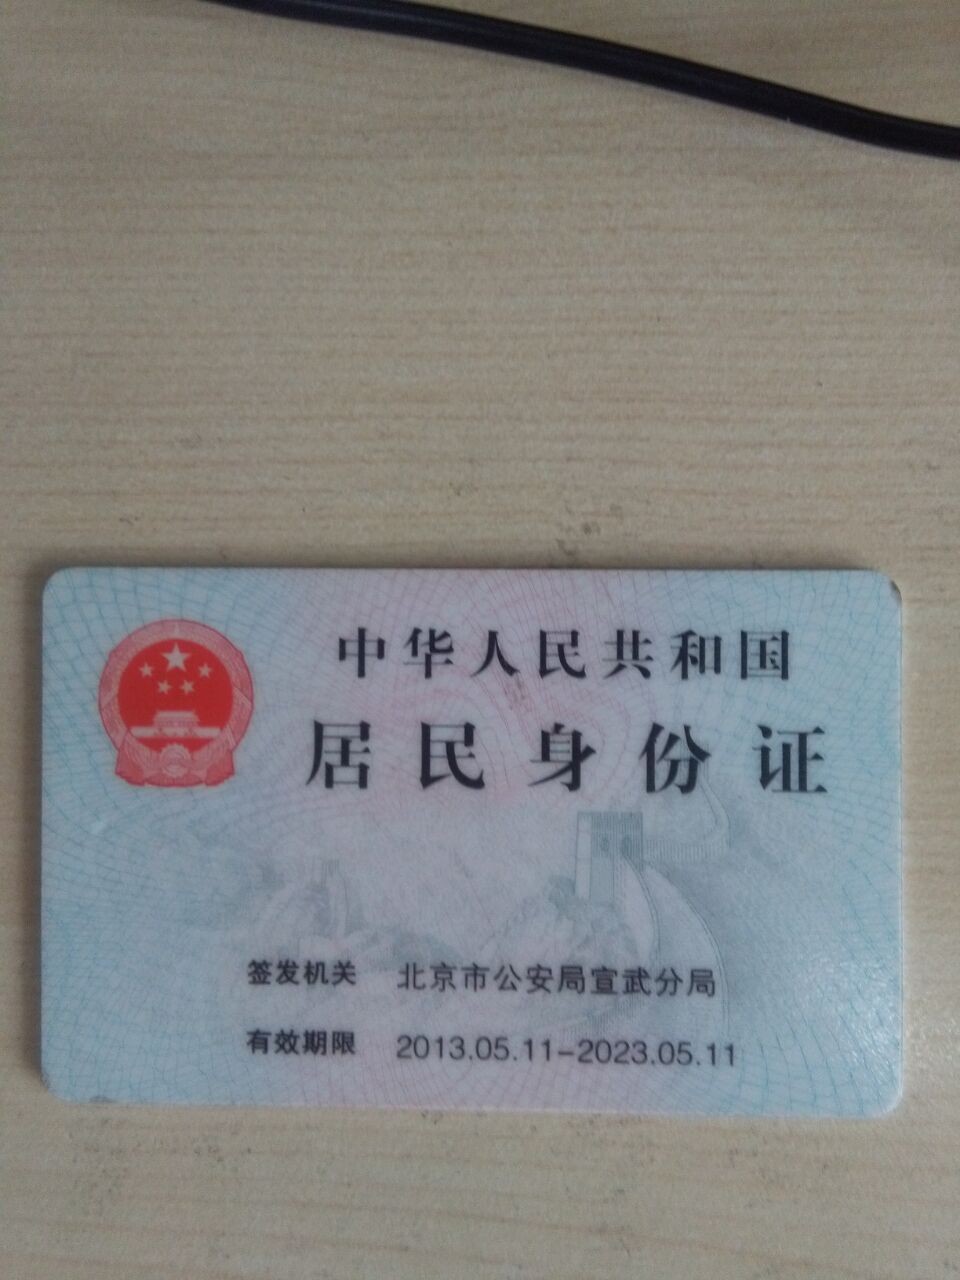 中华人民共和国
居民身份证
签发机关 北京市公安局宣武分局
有效期限 2013.05.11-2023.05.11